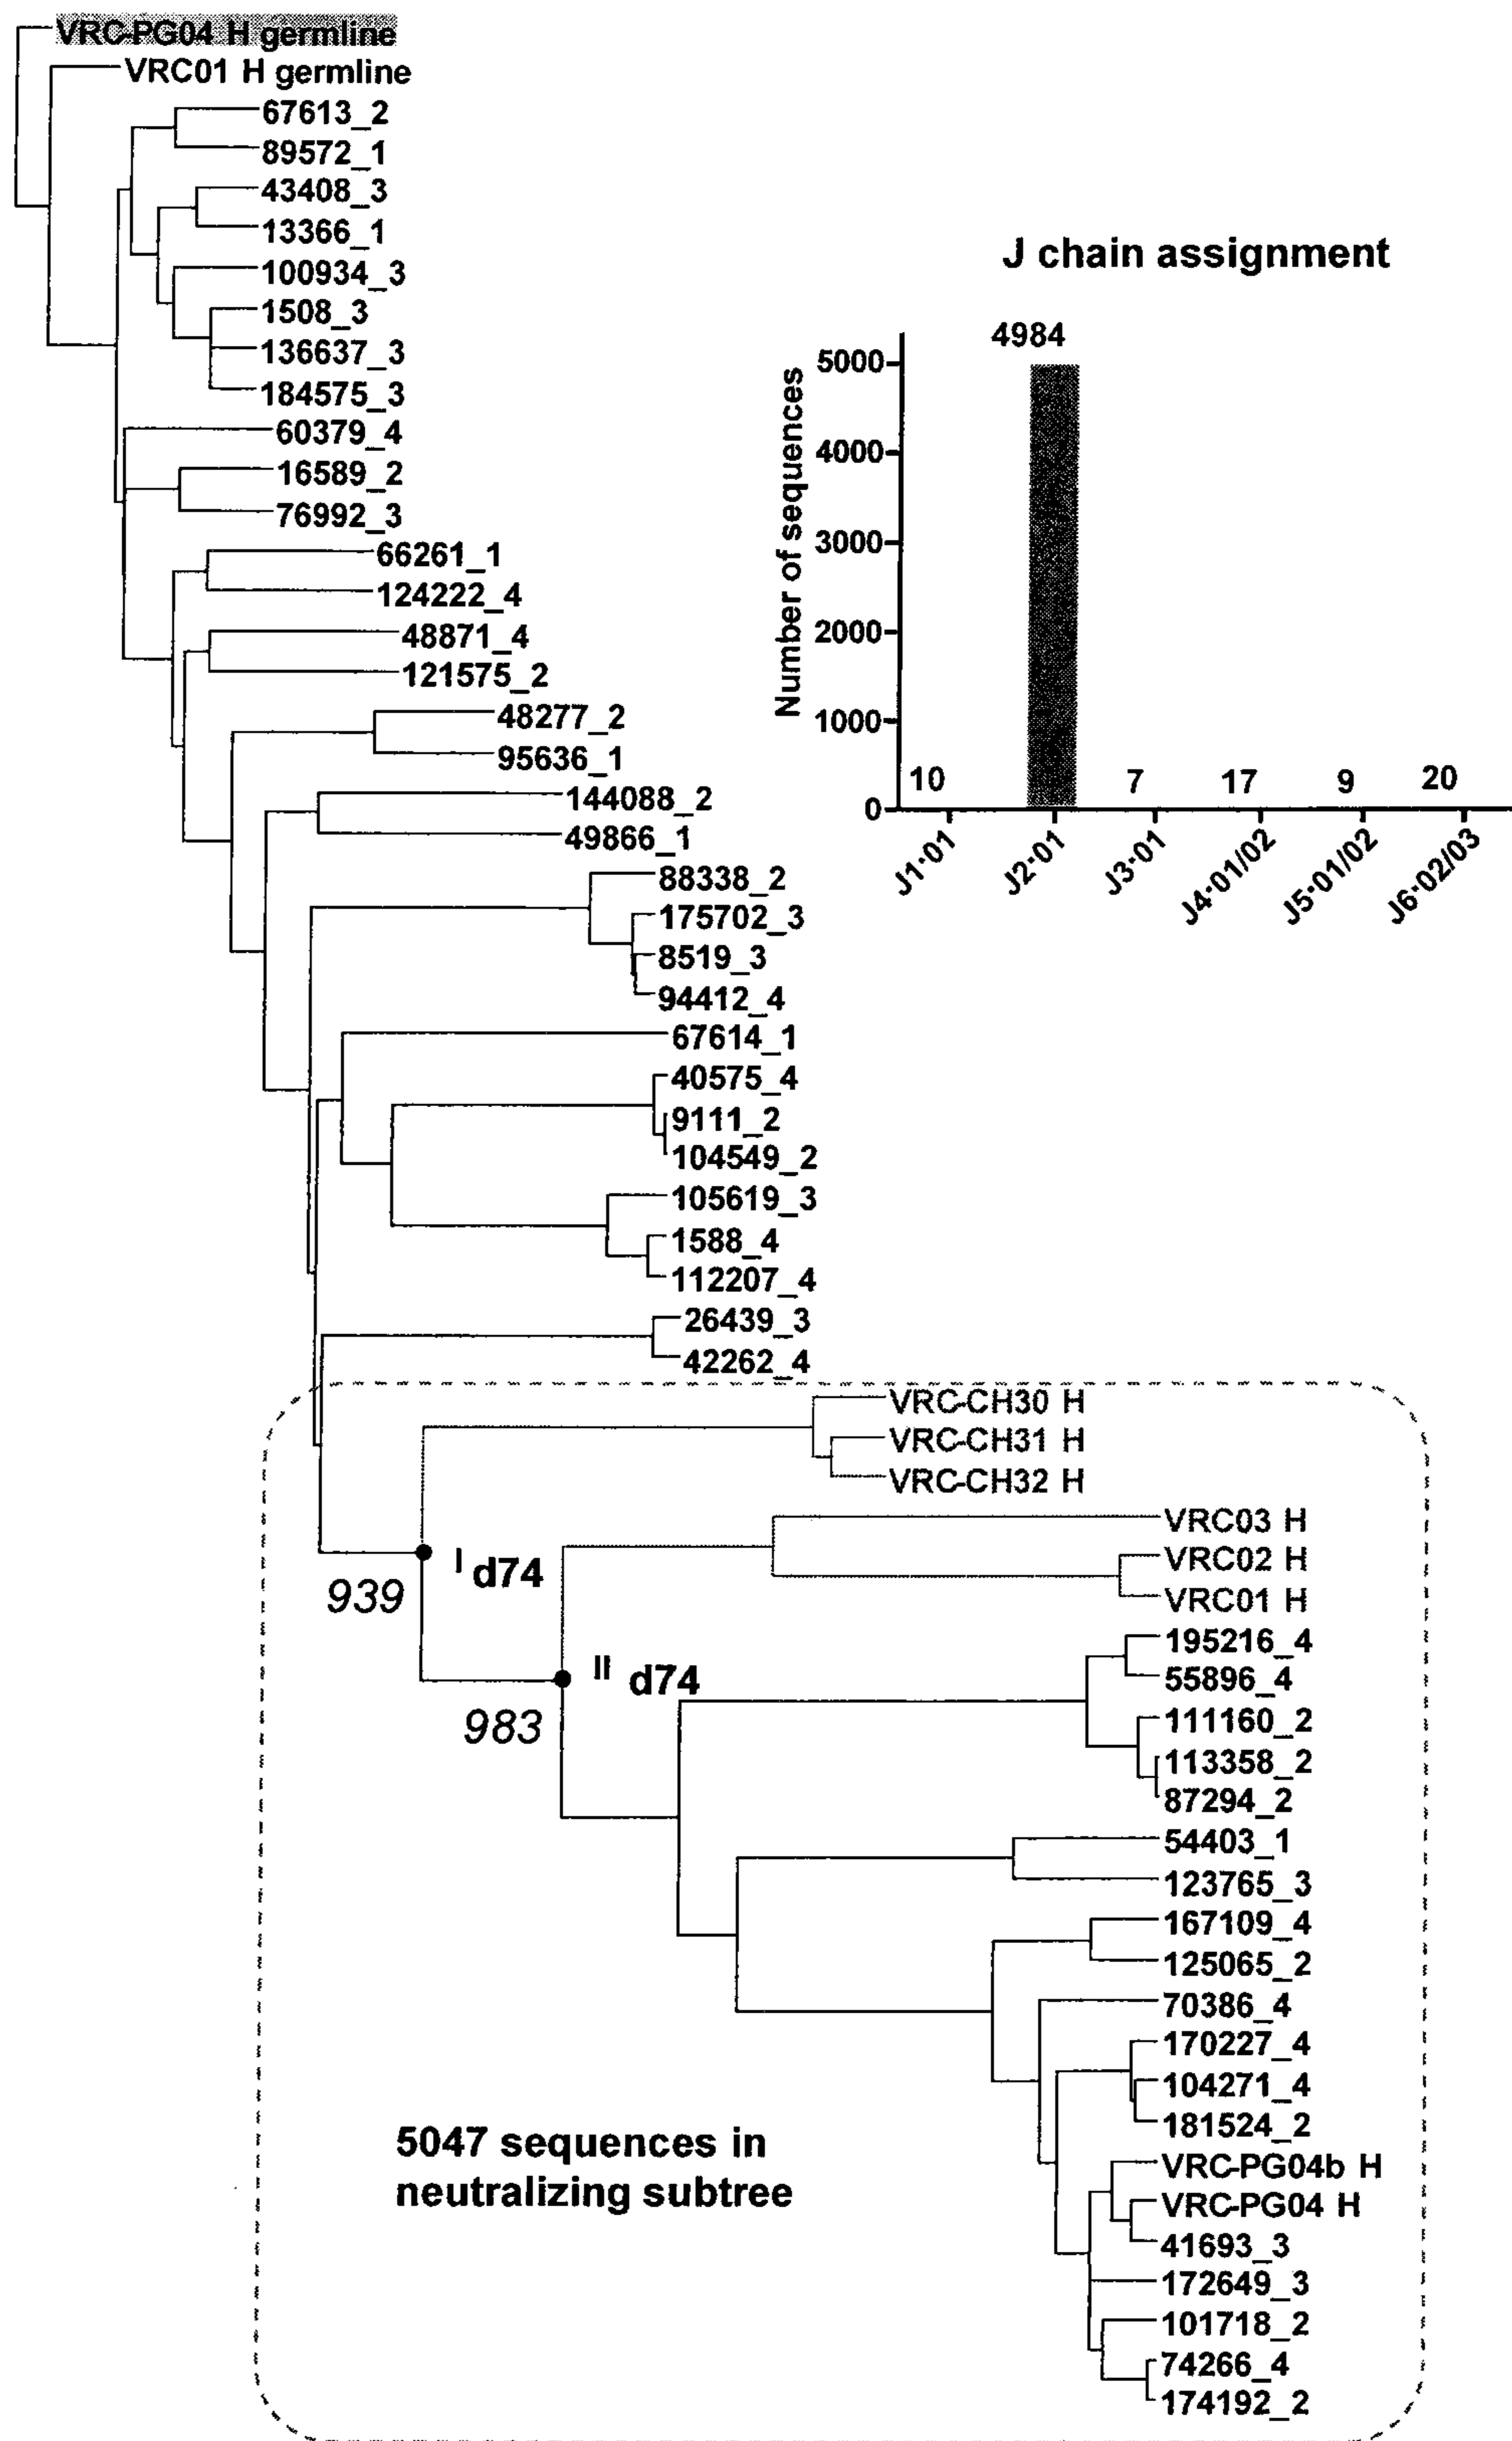 VRC-PG04 H germline
VRC01 H germline
67613_2
89572_1
43408_3
13366_1
100934_3
1508_3
136637_3
184575_3
60379_4
16589_2
76992_3
66261_1
124222_4
48871_4
121575_2
48277_2
95636_1
144088_2
49866_1
88338_2
175702_3
8519_3
94412_4
67614_1
40575_4
9111_2
104549_2
105619_3
1588_4
112207_4
26439_3
42262_4
VRC-CH30 H
VRC-CH31 H
VRC-CH32 H
VRC03 H
VRC02 H
VRC01 H
195216_4
55896_4
111160_2
113358_2
87294_2
54403_1
123765_3
167109_4
125065_2
70386_4
170227_4
104271_4
181524_2
VRC-PG04b H
VRC-PG04 H
41693_3
172649_3
101718_2
74266_4
174192_2
I d74
939
II d74
983
5047 sequences in
neutralizing subtree
J chain assignment
Number of sequences
5000
4000
3000
2000
1000
0
10
4984
7
17
9
20
J1·01
J2·01
J3·01
J4·01/02
J5·01/02
J6·02/03